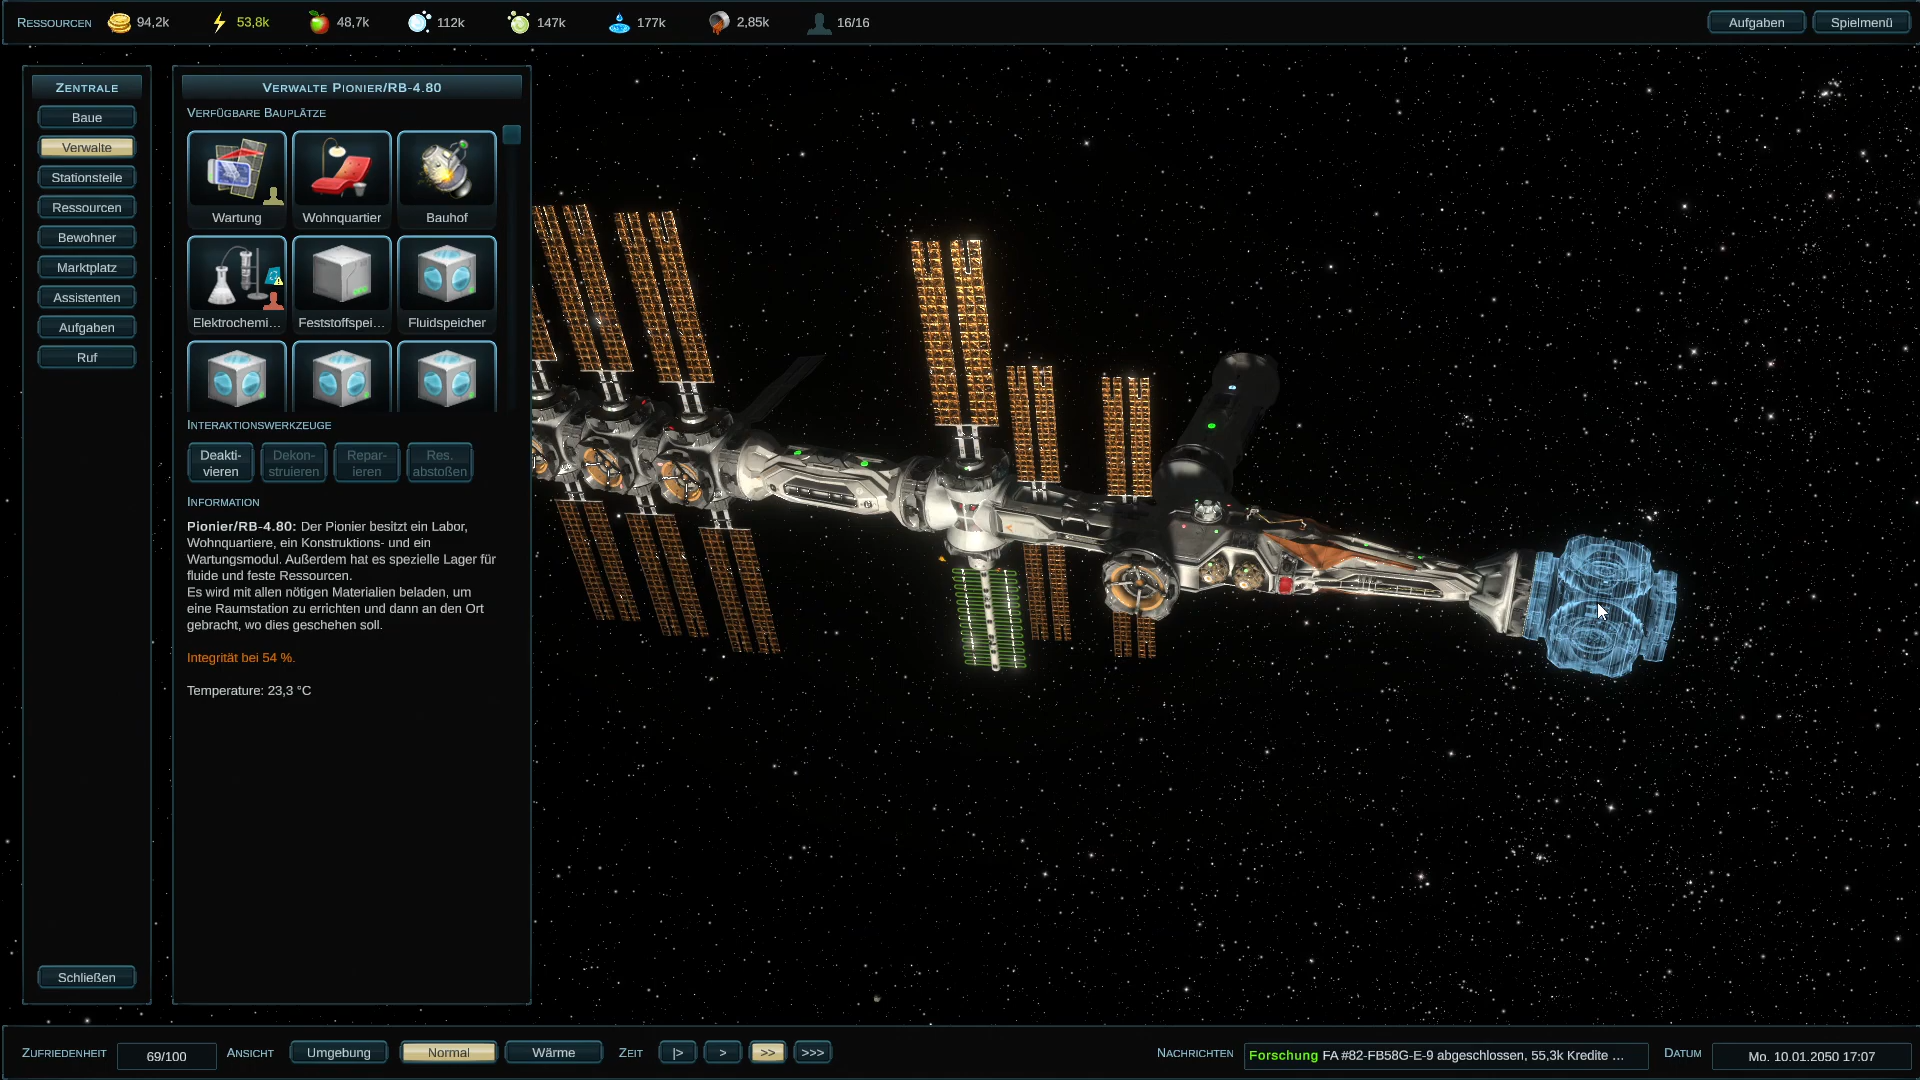 Ressourcen 94,2k 53,8k 48,7k 112k 147k 177k 2,85k 16/16 Aufgaben Spielmenü
Zentrale
Baue
Verwalte
Stationsteile
Ressourcen
Bewohner
Marktplatz
Assistenten
Aufgaben
Ruf
Schließen
Verwalte Pionier/RB-4.80
Verfügbare Bauplätze
Wartung Wohnquartier Bauhof
Elektrochemi... Feststoffspei... Fluidspeicher
Interaktionswerkzeuge
Deakti- Dekon- Repar- Res.
vieren struieren ieren abstoßen
Information
Pionier/RB-4.80: Der Pionier besitzt ein Labor,
Wohnquartiere, ein Konstruktions- und ein
Wartungsmodul. Außerdem hat es spezielle Lager für
fluide und feste Ressourcen.
Es wird mit allen nötigen Materialien beladen, um
eine Raumstation zu errichten und dann an den Ort
gebracht, wo dies geschehen soll.
Integrität bei 54 %.
Temperature: 23,3 °C
Zufriedenheit 69/100 Ansicht Umgebung Normal Wärme Zeit |> > >> >>> Nachrichten Forschung FA #82-FB58G-E-9 abgeschlossen, 55,3k Kredite ... Datum Mo. 10.01.2050 17:07